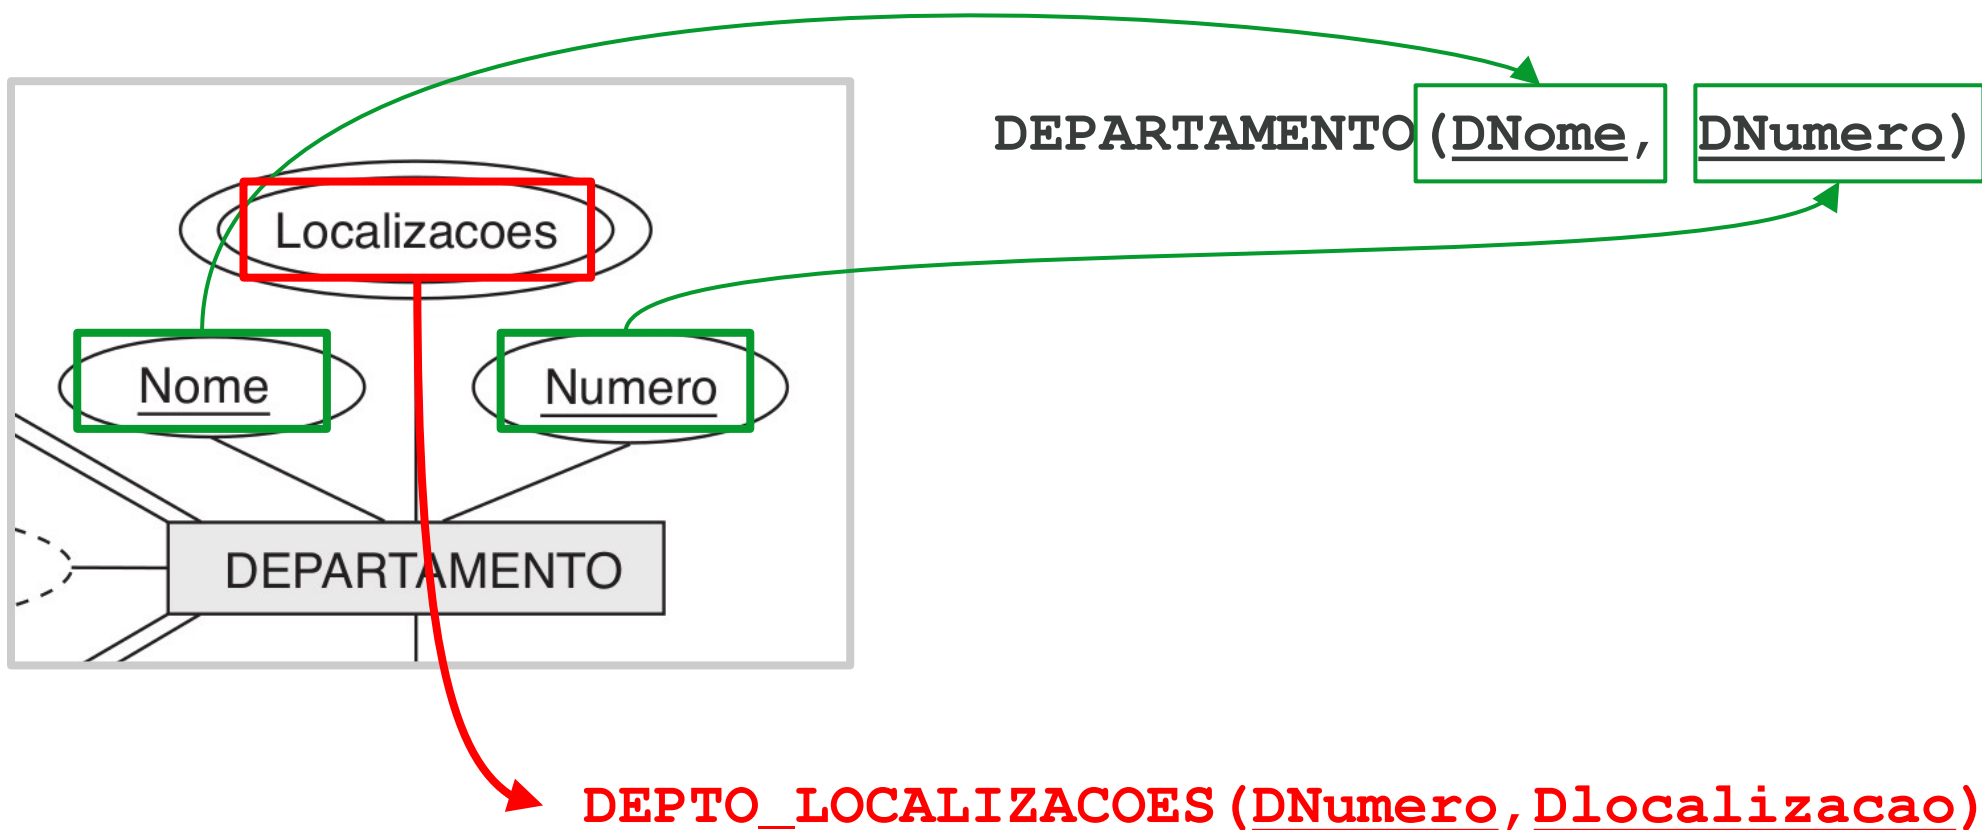 DEPARTAMENTO(DNome, DNumero)
Localizacoes
Nome
Numero
DEPARTAMENTO
DEPTO_LOCALIZACOES(DNumero,Dlocalizacao)